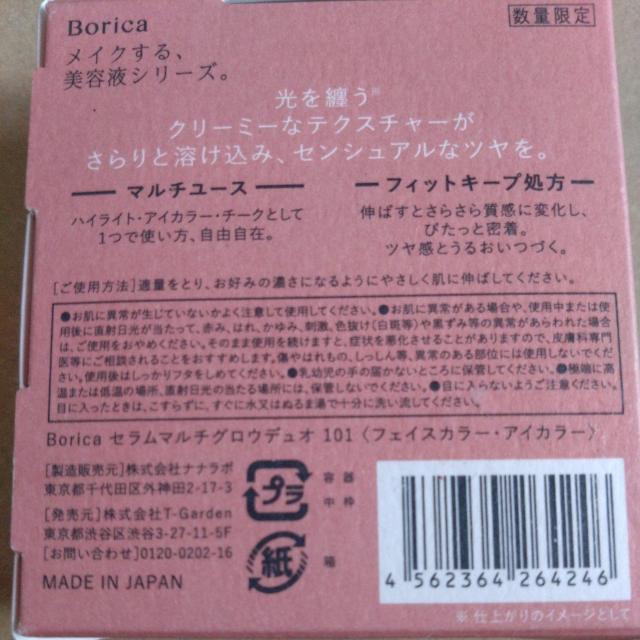 Borica
数量限定
メイクする、
美容液シリーズ。
光を纏う※
クリーミーなテクスチャーが
さらりと溶け込み、センシュアルなツヤを。
マルチユース
ハイライト・アイカラー・チークとして
1つで使い方、自由自在。
フィットキープ処方
伸ばすとさらさら質感に変化し、
ぴたっと密着。
ツヤ感とうるおいつづく。
[ご使用方法]適量をとり、お好みの濃さになるようにやさしく肌に伸ばしてください。
●お肌に異常が生じていないかよく注意して使用してください。●お肌に異常がある場合や、使用中または使
用後に直射日光が当たって、赤み、はれ、かゆみ、刺激、色抜け(白斑等)や黒ずみ等の異常があらわれた場合
は、ご使用をおやめください。そのまま使用を続けますと、症状を悪化させることがありますので、皮膚科専門
医等にご相談されることをおすすめします。傷やはれもの、しっしん等、異常のある部位には使用しないでくだ
さい。使用後はしっかりフタをしめてください。●乳幼児の手の届かないところに保管してください。●極端に高
温または低温の場所、直射日光の当たる場所には、保管しないでください。●目に入らないようご注意ください。
目に入ったときは、こすらずに、すぐに水又はぬるま湯で十分に洗い流してください。
Borica セラムマルチグロウデュオ 101〈フェイスカラー・アイカラー〉
[製造販売元]株式会社ナナラボ
東京都千代田区外神田2-17-3
[発売元]株式会社T-Garden
東京都渋谷区渋谷3-27-11-5F
[お問い合わせ]0120-0202-16
MADE IN JAPAN
プラ
容器
中枠
紙
箱
4 562364 264246
※仕上がりのイメージとして